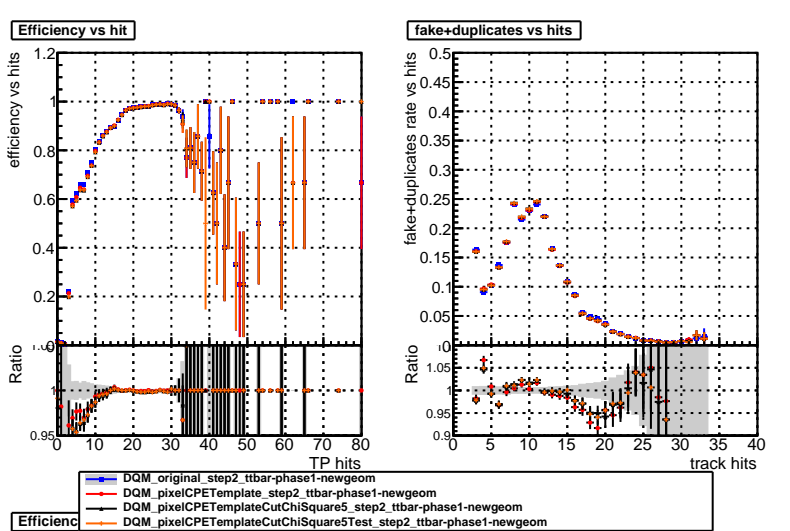 Efficiency vs hit
fake+duplicates vs hits
efficiency vs hits
1.2
1
0.8
0.6
0.4
0.2
0
fake+duplicates rate vs hits
0.5
0.45
0.4
0.35
0.3
0.25
0.2
0.15
0.1
0.05
Ratio
1
0.95
0 10 20 30 40 50 60 70 80
TP hits
Ratio
1.05
1
0.95
0.9
0 5 10 15 20 25 30 35 40
track hits
DQM_original_step2_ttbar-phase1-newgeom
DQM_pixelCPETemplate_step2_ttbar-phase1-newgeom
DQM_pixelCPETemplateCutChiSquare5_step2_ttbar-phase1-newgeom
DQM_pixelCPETemplateCutChiSquare5Test_step2_ttbar-phase1-newgeom
Efficienc